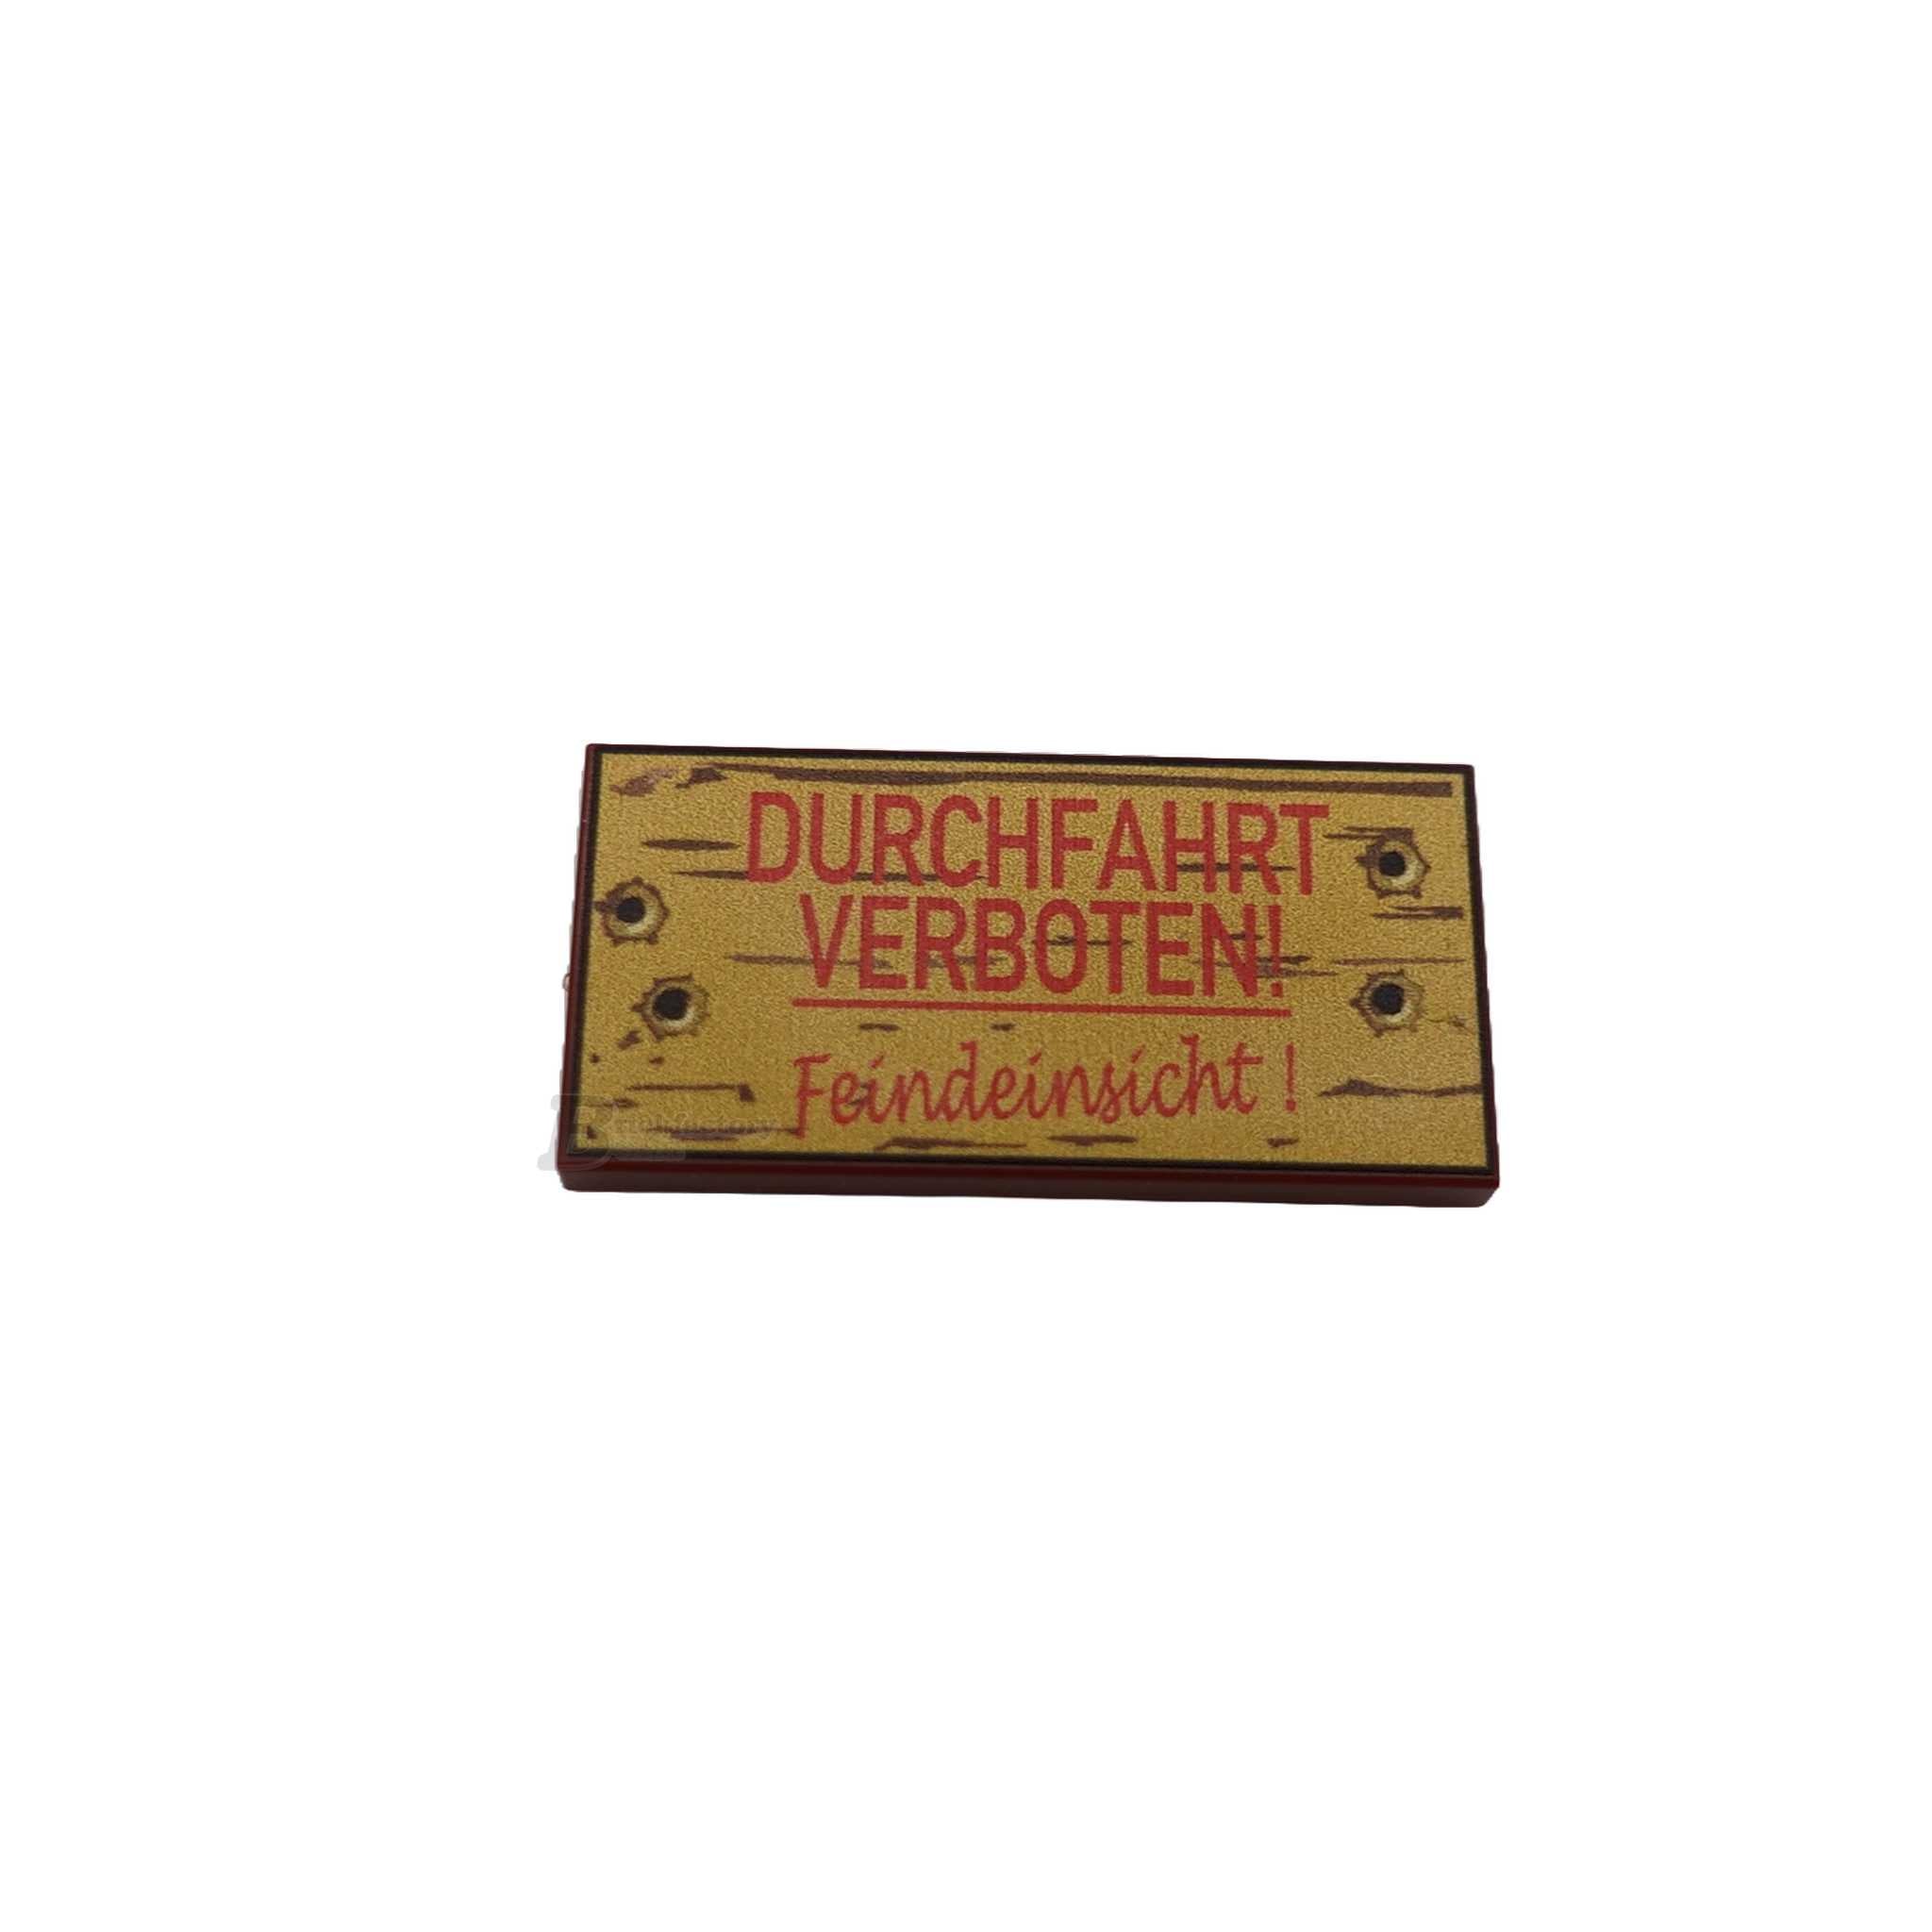 DURCHFAHRT
VERBOTEN!
Feindeinsicht !